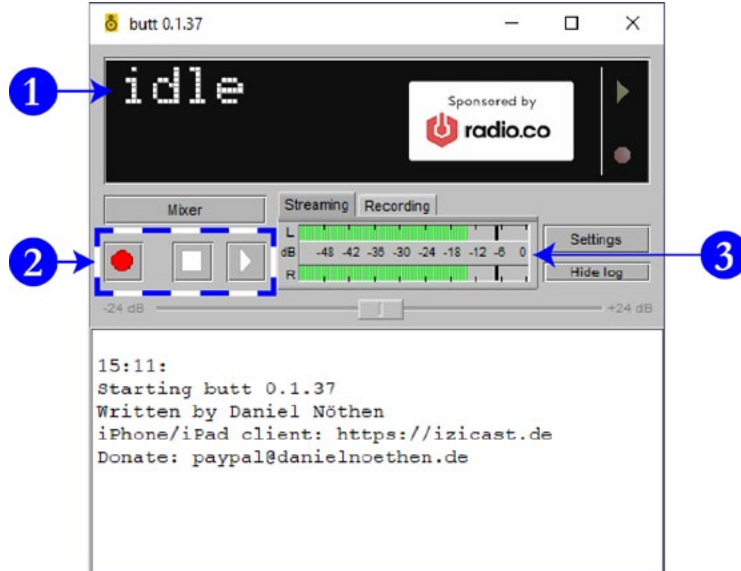 butt 0.1.37
1
idle
Sponsored by
radio.co
Mixer
Streaming Recording
2
L
dB -48 -42 -36 -30 -24 -18 -12 -6 0
R
3
Settings
Hide log
-24 dB +24 dB
15:11:
Starting butt 0.1.37
Written by Daniel Nöthen
iPhone/iPad client: https://izicast.de
Donate: paypal@danielnoethen.de